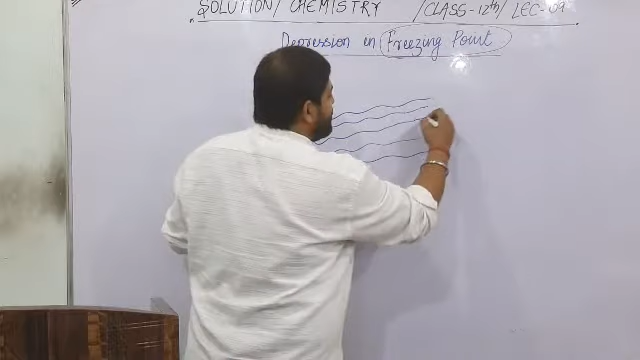 SOLUTION/ CHEMISTRY /CLASS-12th/ LEC-09
Depression in Freezing Point